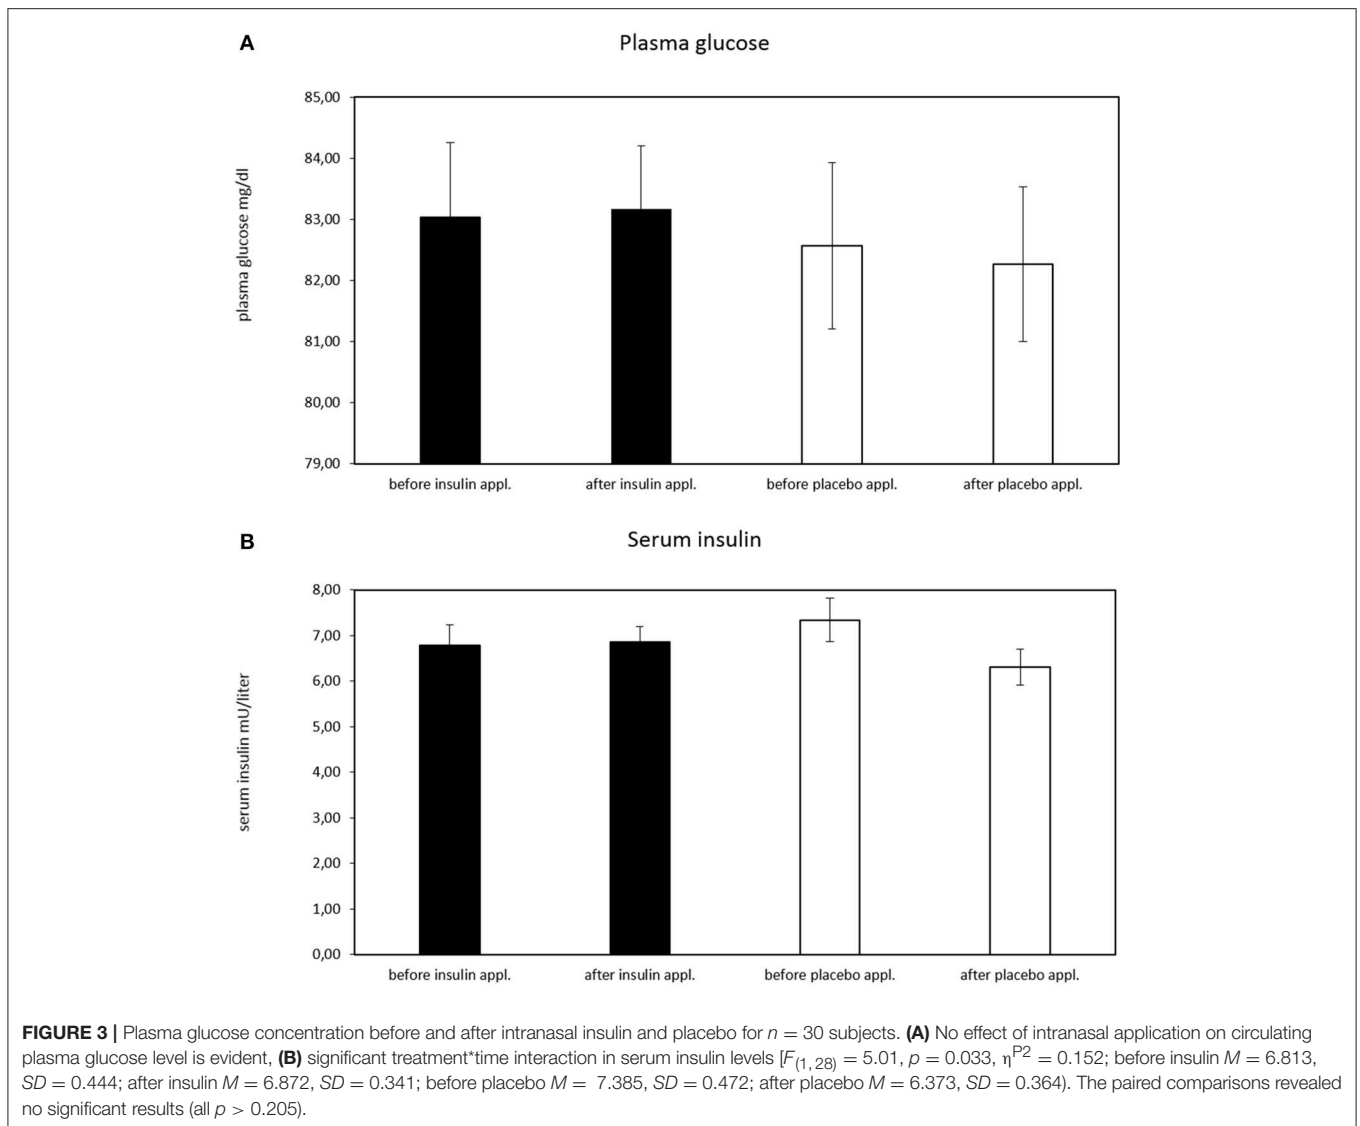 A
Plasma glucose
plasma glucose mg/dl
85,00
84,00
83,00
82,00
81,00
80,00
79,00
before insulin appl. after insulin appl. before placebo appl. after placebo appl.
B
Serum insulin
serum insulin mU/liter
8,00
7,00
6,00
5,00
4,00
3,00
2,00
1,00
0,00
before insulin appl. after insulin appl. before placebo appl. after placebo appl.
FIGURE 3 | Plasma glucose concentration before and after intranasal insulin and placebo for n = 30 subjects. (A) No effect of intranasal application on circulating
plasma glucose level is evident, (B) significant treatment*time interaction in serum insulin levels [F(1, 28) = 5.01, p = 0.033, η^P2 = 0.152; before insulin M = 6.813,
SD = 0.444; after insulin M = 6.872, SD = 0.341; before placebo M = 7.385, SD = 0.472; after placebo M = 6.373, SD = 0.364). The paired comparisons revealed
no significant results (all p > 0.205).